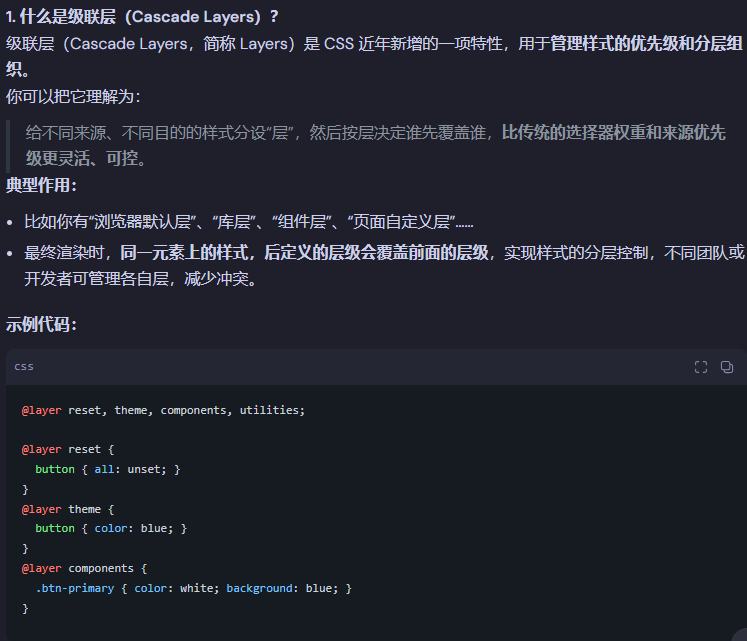 1. 什么是级联层（Cascade Layers）?
级联层（Cascade Layers，简称 Layers）是 CSS 近年新增的一项特性，用于管理样式的优先级和分层组
织。
你可以把它理解为：
给不同来源、不同目的的样式分设“层”，然后按层决定谁先覆盖谁，比传统的选择器权重和来源优先
级更灵活、可控。
典型作用：
• 比如你有“浏览器默认层”、“库层”、“组件层”、“页面自定义层”……
• 最终渲染时，同一元素上的样式，后定义的层级会覆盖前面的层级，实现样式的分层控制，不同团队或
开发者可管理各自层，减少冲突。
示例代码：
css
@layer reset, theme, components, utilities;
@layer reset {
button { all: unset; }
}
@layer theme {
button { color: blue; }
}
@layer components {
.btn-primary { color: white; background: blue; }
}